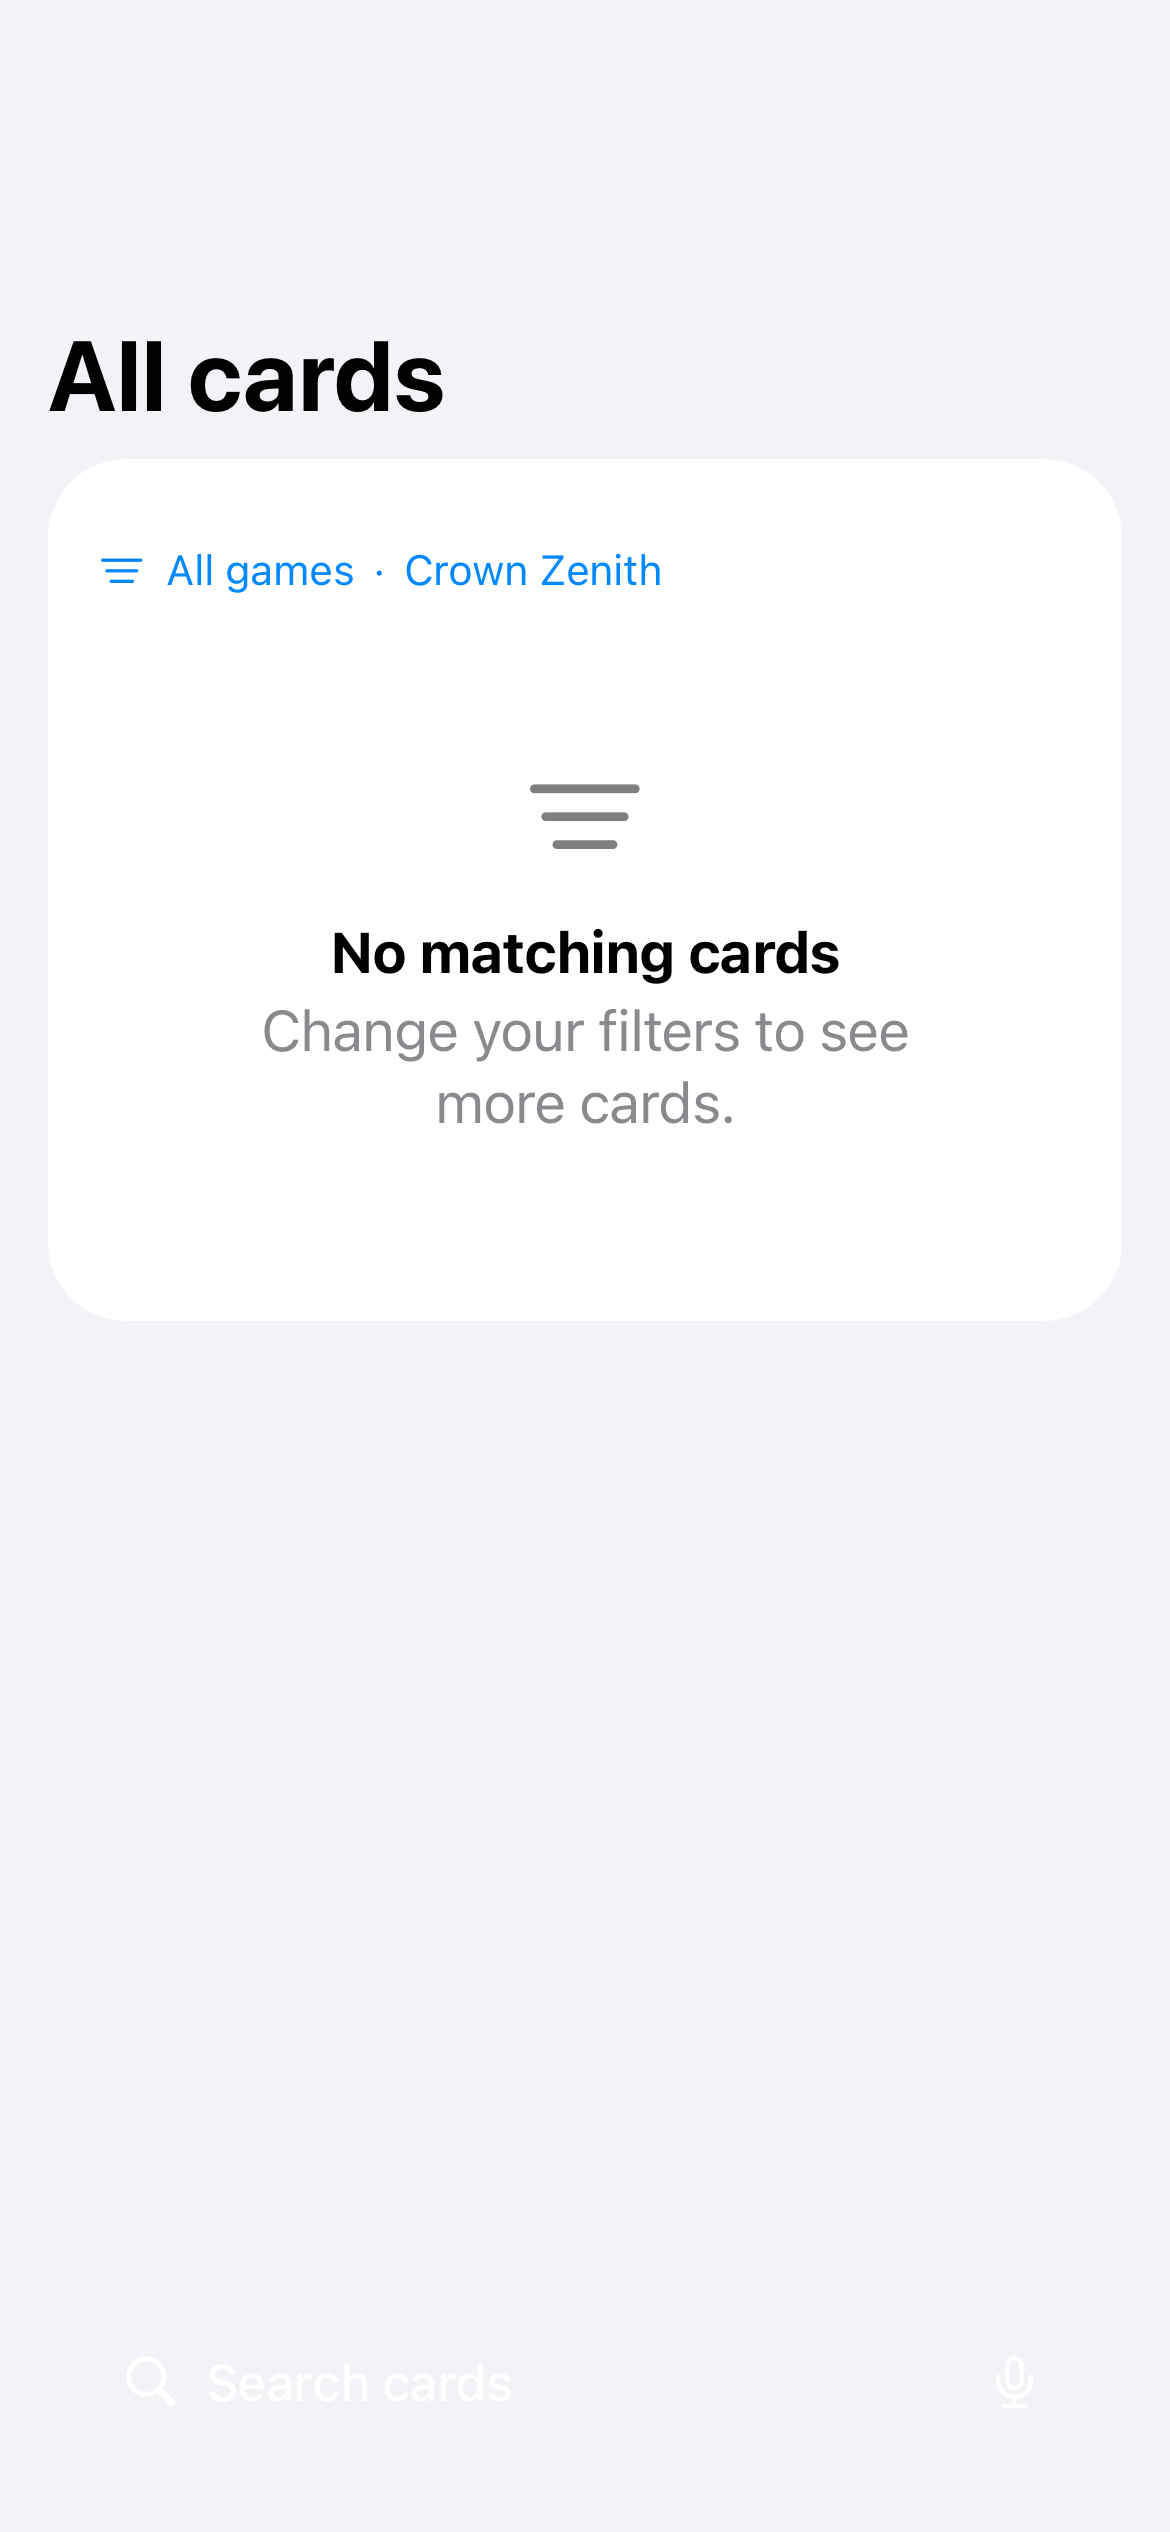 All cards
All games · Crown Zenith
No matching cards
Change your filters to see
more cards.
Search cards